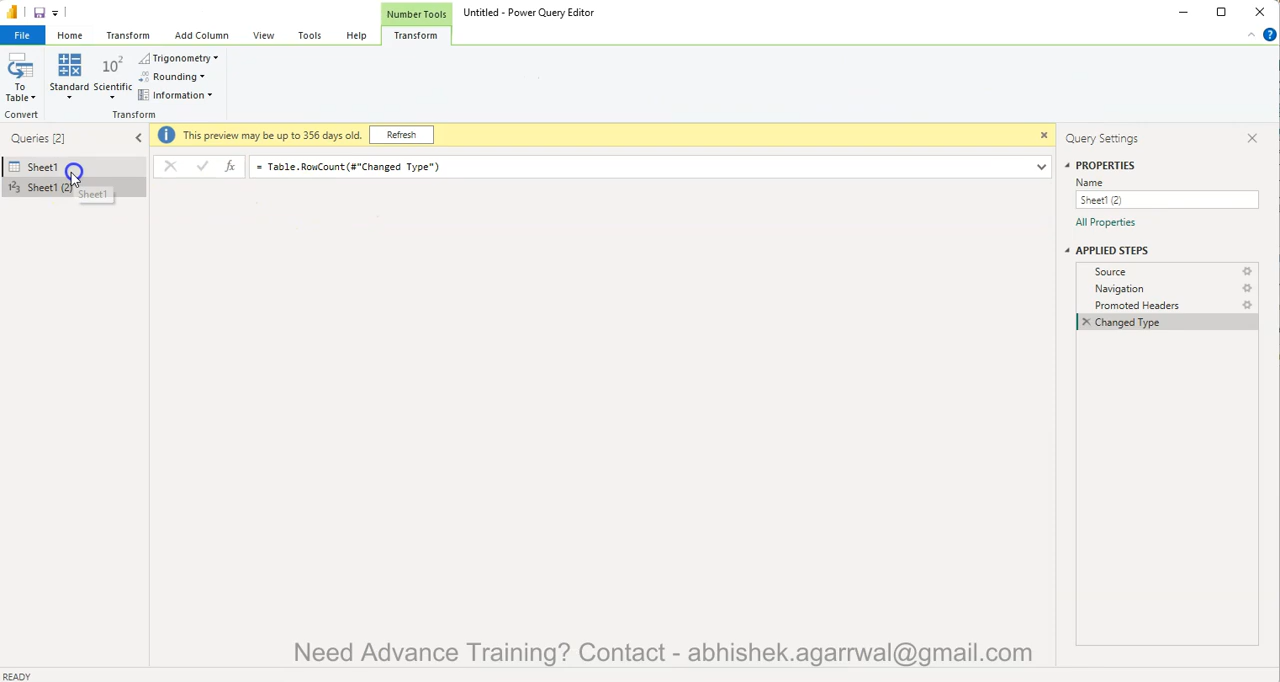 Number Tools
Untitled - Power Query Editor
File
Home
Transform
Add Column
View
Tools
Help
Transform
To
Table
Standard
10²
Scientific
Trigonometry
.00
Rounding
Information
Convert
Transform
Queries [2]
This preview may be up to 356 days old.
Refresh
Query Settings
Sheet1
1²3 Sheet1 (2)
Sheet1
fx
= Table.RowCount(#"Changed Type")
PROPERTIES
Name
Sheet1 (2)
All Properties
APPLIED STEPS
Source
Navigation
Promoted Headers
Changed Type
Need Advance Training? Contact - abhishek.agarrwal@gmail.com
READY